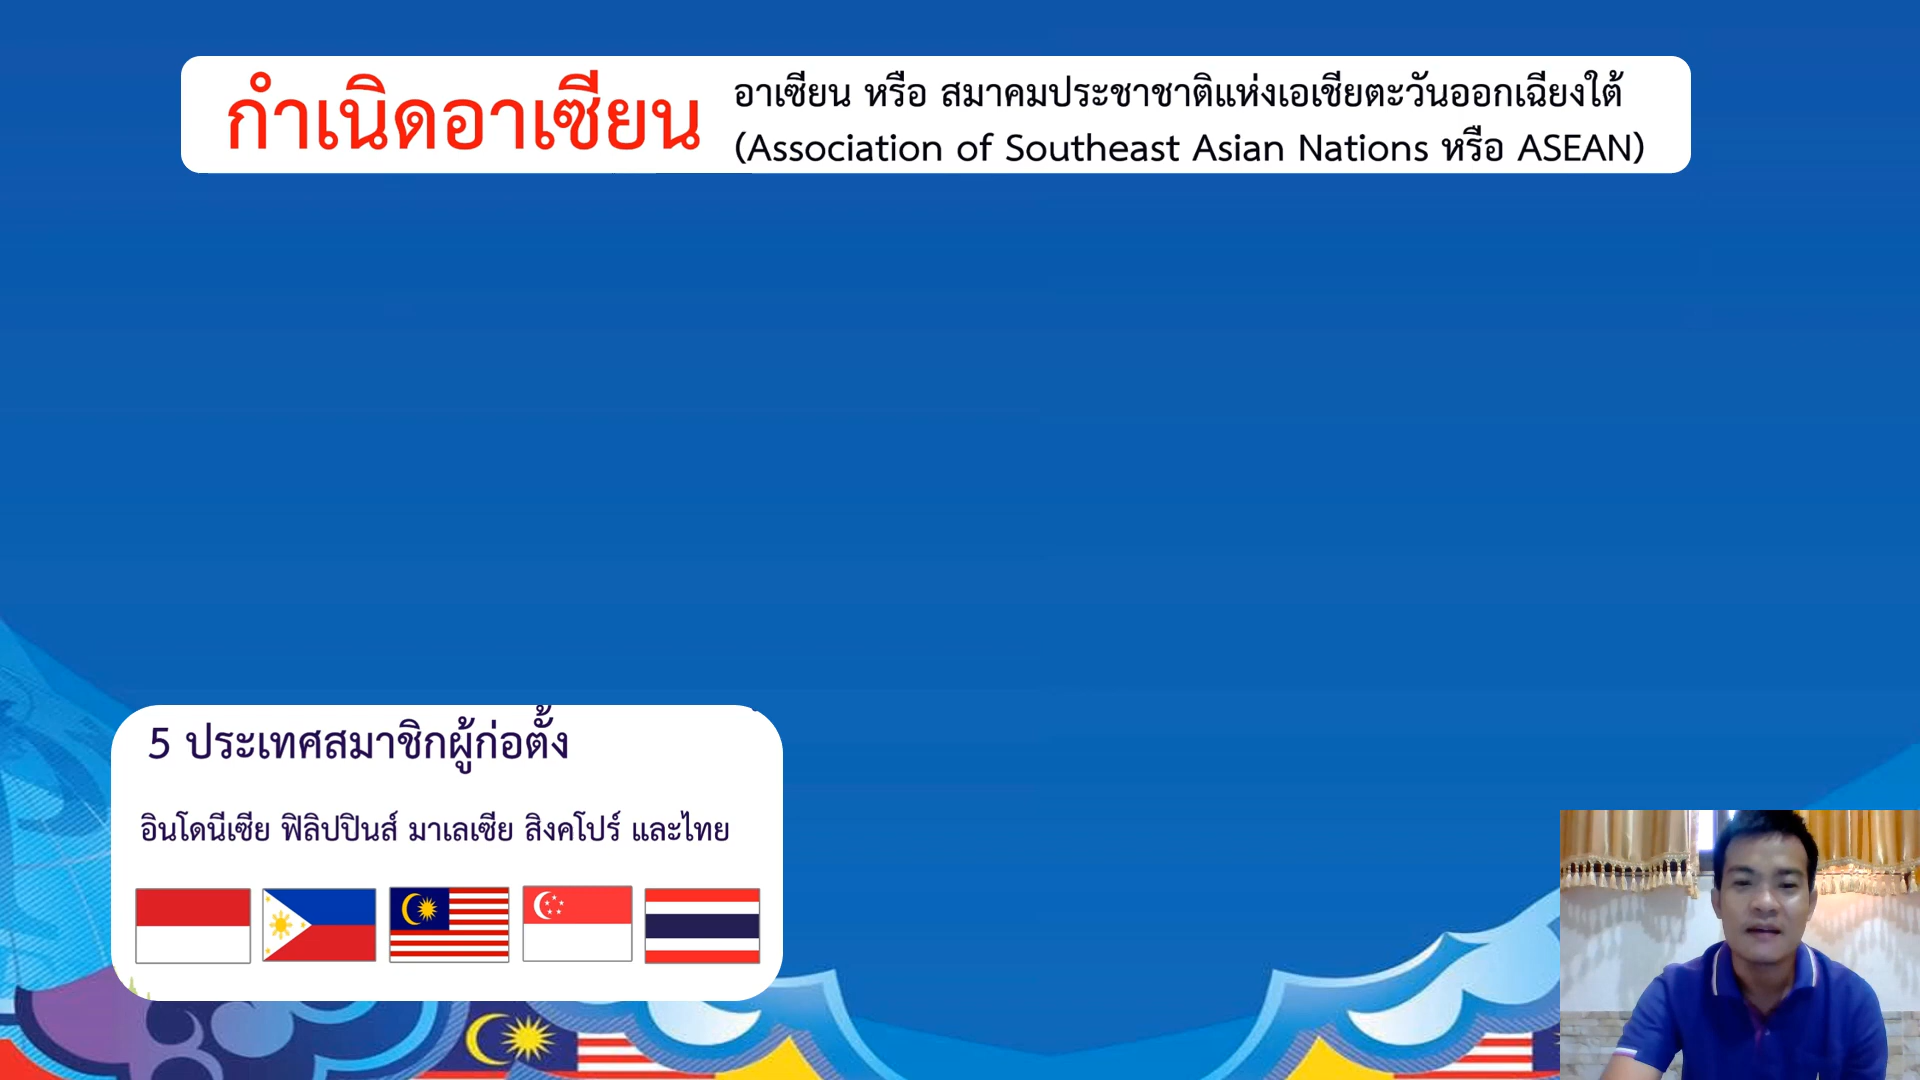 กำเนิดอาเซียน
อาเซียน หรือ สมาคมประชาชาติแห่งเอเชียตะวันออกเฉียงใต้
(Association of Southeast Asian Nations หรือ ASEAN)
5 ประเทศสมาชิกผู้ก่อตั้ง
อินโดนีเซีย ฟิลิปปินส์ มาเลเซีย สิงคโปร์ และไทย